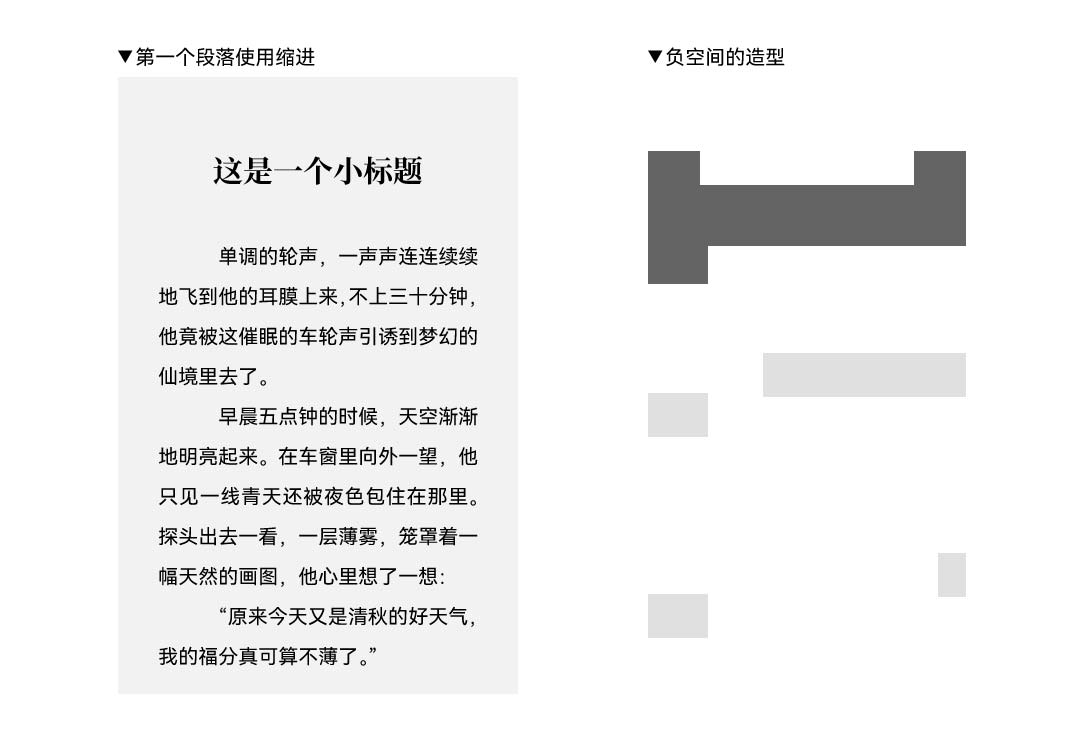 ▼第一个段落使用缩进
这是一个小标题
单调的轮声，一声声连连续续
地飞到他的耳膜上来，不上三十分钟，
他竟被这催眠的车轮声引诱到梦幻的
仙境里去了。
早晨五点钟的时候，天空渐渐
地明亮起来。在车窗里向外一望，他
只见一线青天还被夜色包住在那里。
探头出去一看，一层薄雾，笼罩着一
幅天然的画图，他心里想了一想：
“原来今天又是清秋的好天气，
我的福分真可算不薄了。”
▼负空间的造型